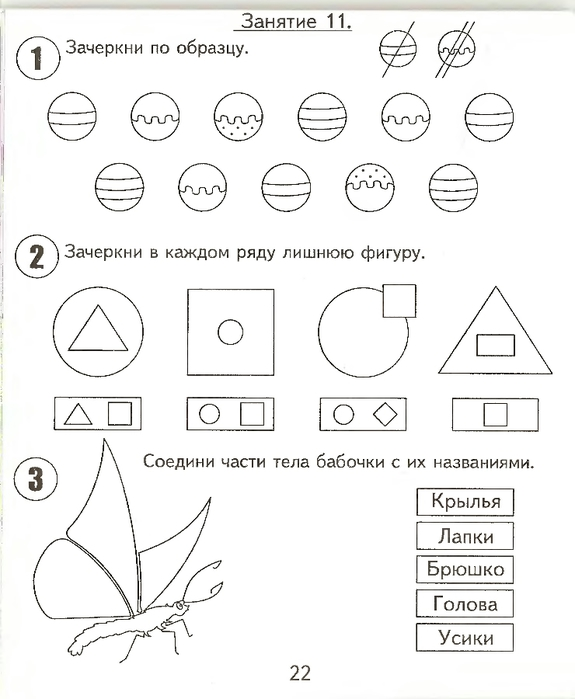 Занятие 11.
1 Зачеркни по образцу.
2 Зачеркни в каждом ряду лишнюю фигуру.
3 Соедини части тела бабочки с их названиями.
Крылья
Лапки
Брюшко
Голова
Усики
22